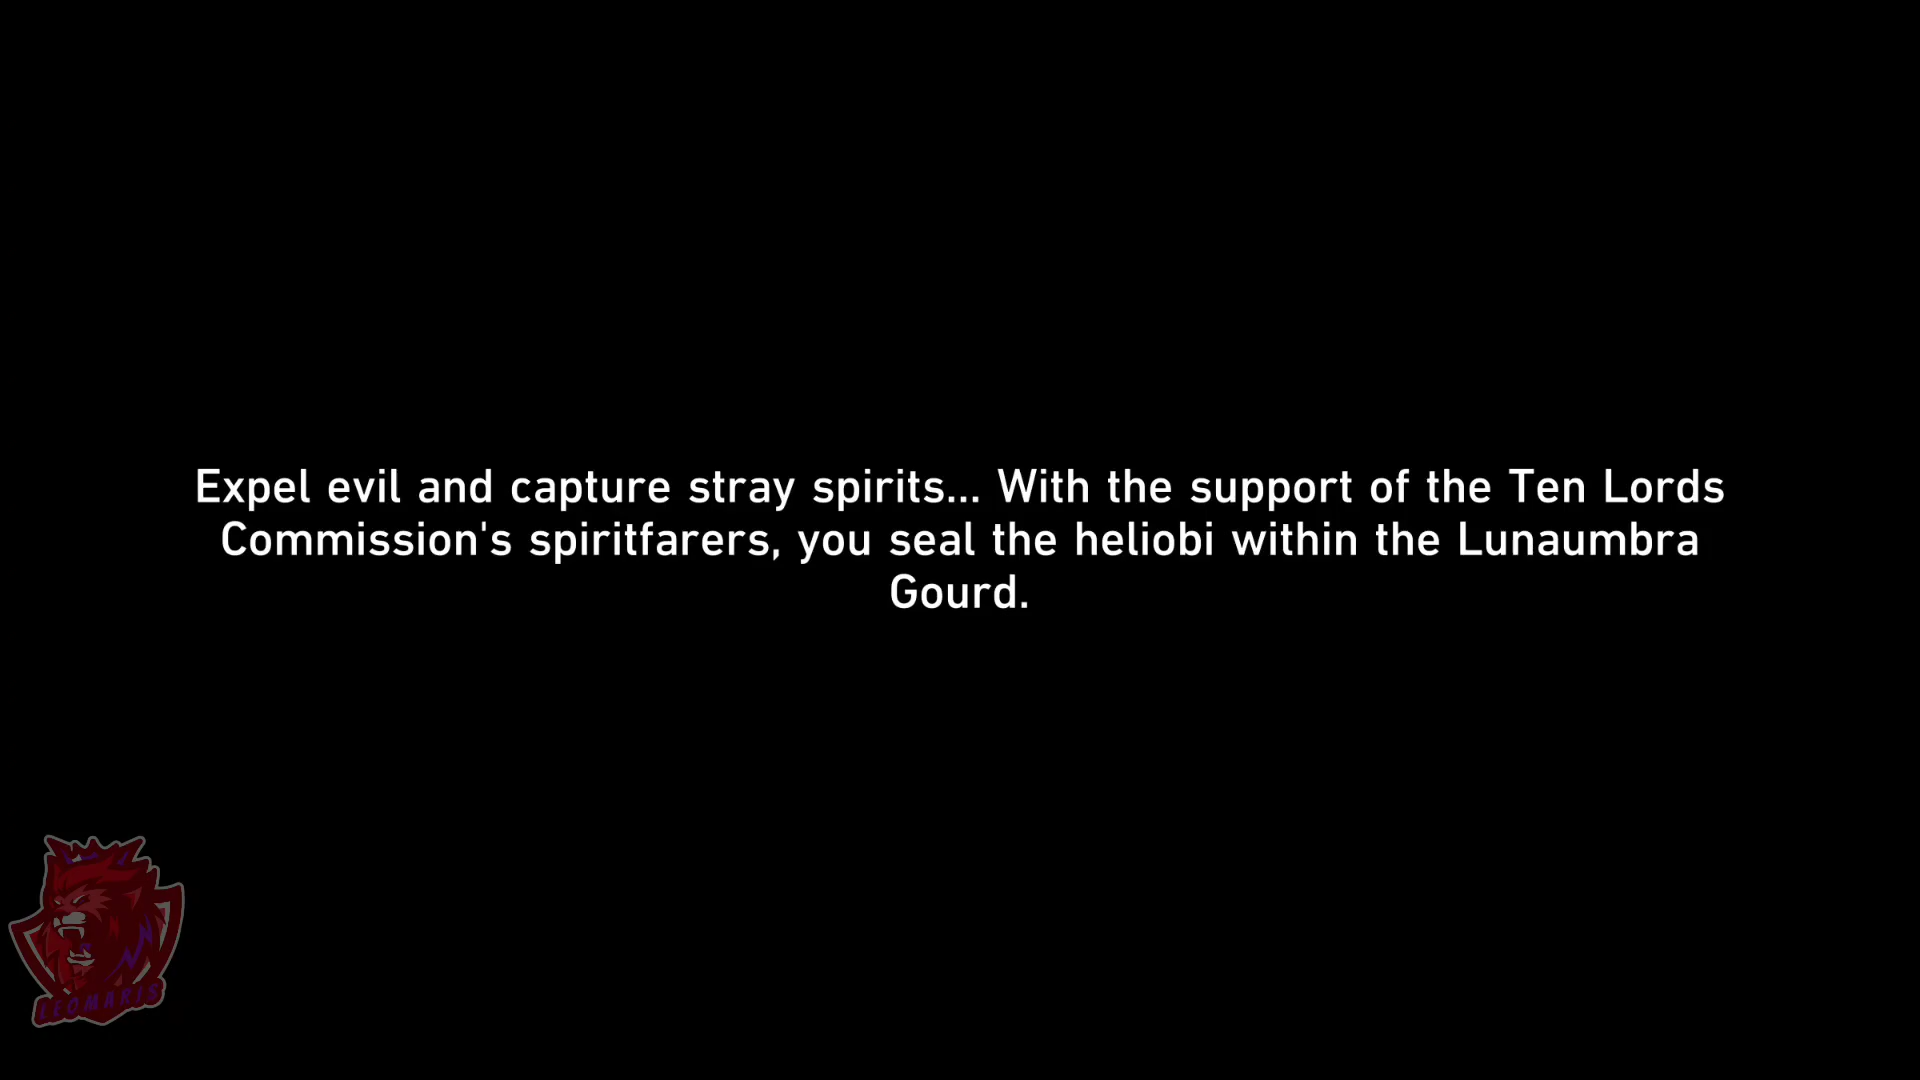 Expel evil and capture stray spirits... With the support of the Ten Lords
Commission's spiritfarers, you seal the heliobi within the Lunaumbra
Gourd.
LEOMARIS